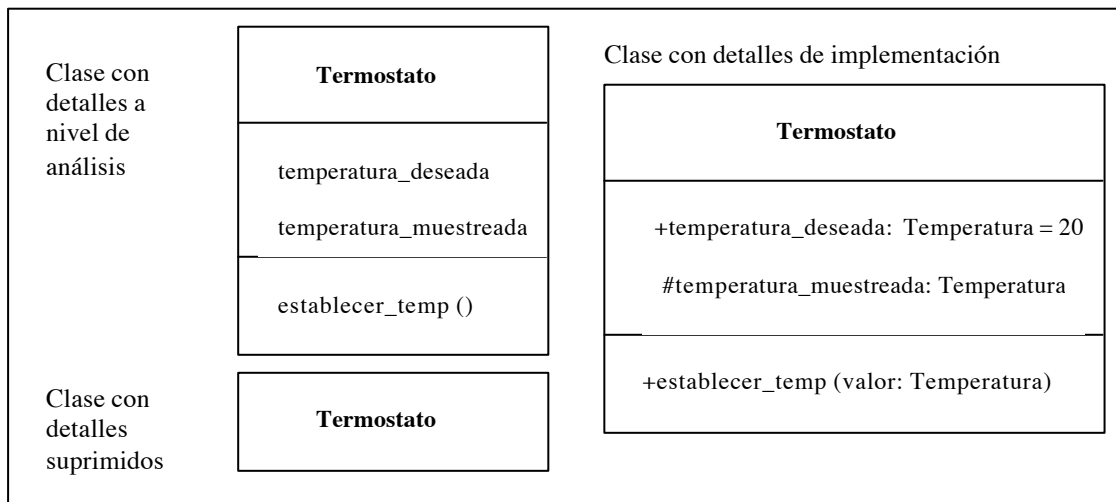 Clase con
detalles a
nivel de
análisis
Termostato
temperatura_deseada
temperatura_muestreada
establecer_temp ()
Clase con
detalles
suprimidos
Termostato
Clase con detalles de implementación
Termostato
+temperatura_deseada: Temperatura = 20
#temperatura_muestreada: Temperatura
+establecer_temp (valor: Temperatura)